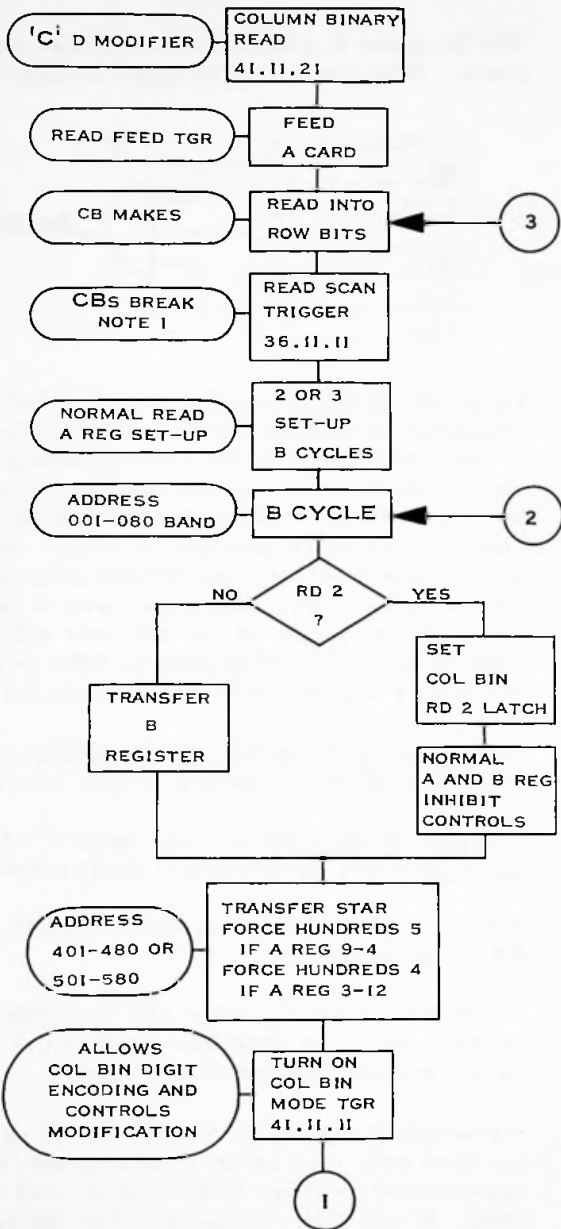 'C' D MODIFIER
COLUMN BINARY
READ
41.11.21
READ FEED TGR
FEED
A CARD
CB MAKES
READ INTO
ROW BITS
3
CBs BREAK
NOTE 1
READ SCAN
TRIGGER
36.11.11
NORMAL READ
A REG SET-UP
2 OR 3
SET-UP
B CYCLES
ADDRESS
001-080 BAND
B CYCLE
2
NO
RD 2
?
YES
TRANSFER
B
REGISTER
SET
COL BIN
RD 2 LATCH
NORMAL
A AND B REG
INHIBIT
CONTROLS
ADDRESS
401-480 OR
501-580
TRANSFER STAR
FORCE HUNDREDS 5
IF A REG 9-4
FORCE HUNDREDS 4
IF A REG 3-12
ALLOWS
COL BIN DIGIT
ENCODING AND
CONTROLS
MODIFICATION
TURN ON
COL BIN
MODE TGR
41.11.11
1